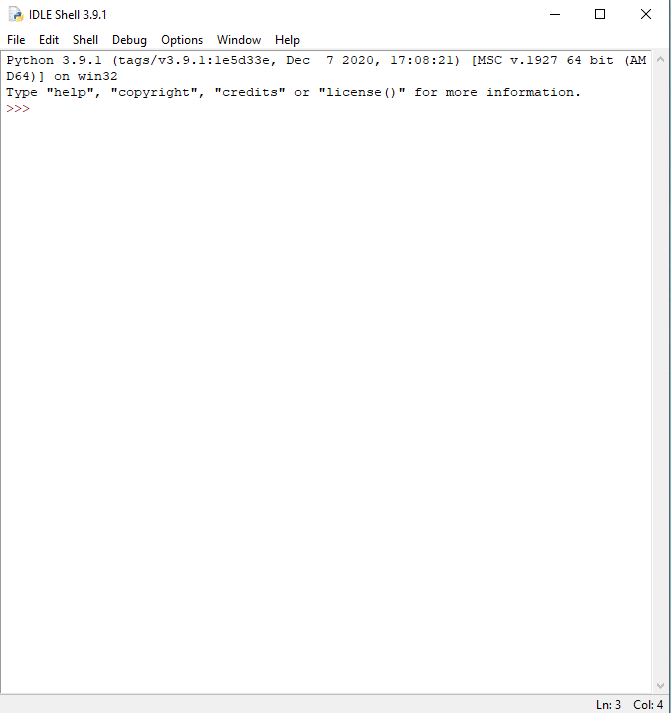 IDLE Shell 3.9.1
File Edit Shell Debug Options Window Help
Python 3.9.1 (tags/v3.9.1:1e5d33e, Dec  7 2020, 17:08:21) [MSC v.1927 64 bit (AM
D64)] on win32
Type "help", "copyright", "credits" or "license()" for more information.
>>>
Ln: 3 Col: 4